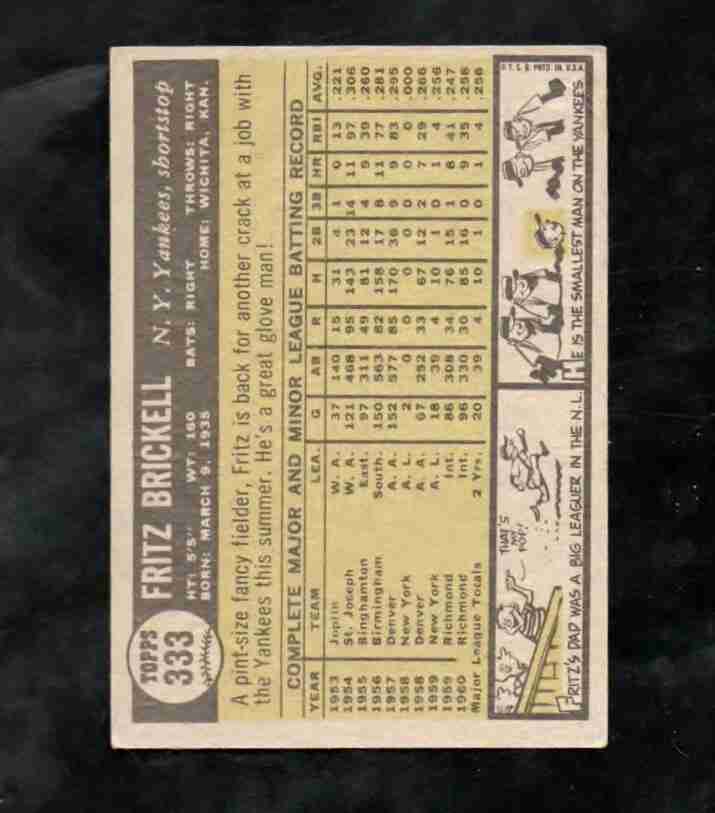 TOPPS
333
FRITZ BRICKELL N. Y. Yankees, shortstop
HT: 5'5" WT: 160 BATS: RIGHT THROWS: RIGHT
BORN: MARCH 9, 1935 HOME: WICHITA, KAN.
A pint-size fancy fielder, Fritz is back for another crack at a job with
the Yankees this summer. He's a great glove man!
COMPLETE MAJOR AND MINOR LEAGUE BATTING RECORD
YEAR TEAM LEA. G AB R H 2B 3B HR RBI AVG.
1953 Joplin W. A. 37 140 15 31 4 1 0 13 .221
1954 St. Joseph W. A. 121 468 95 143 23 14 11 97 .306
1955 Binghamton East. 97 311 49 81 12 4 9 39 .260
1956 Birmingham South. 150 563 82 158 17 8 11 77 .281
1957 Denver A. A. 152 577 85 170 36 9 9 83 .295
1958 New York A. L. 2 0 0 0 0 0 0 0 .000
1958 Denver A. A. 67 252 33 67 12 2 7 29 .266
1959 New York A. L. 18 39 4 10 1 0 1 4 .256
1959 Richmond Int. 86 308 34 76 15 1 8 41 .247
1960 Richmond Int. 96 330 30 85 16 0 9 35 .258
Major League Totals 2 Yrs. 20 39 4 10 1 0 1 4 .256
THAT'S
MY
POP!
FRITZ'S DAD WAS A BIG LEAGUER IN THE N.L.
HE IS THE SMALLEST MAN ON THE YANKEES
© T. C. G. PRTD. IN U.S.A.